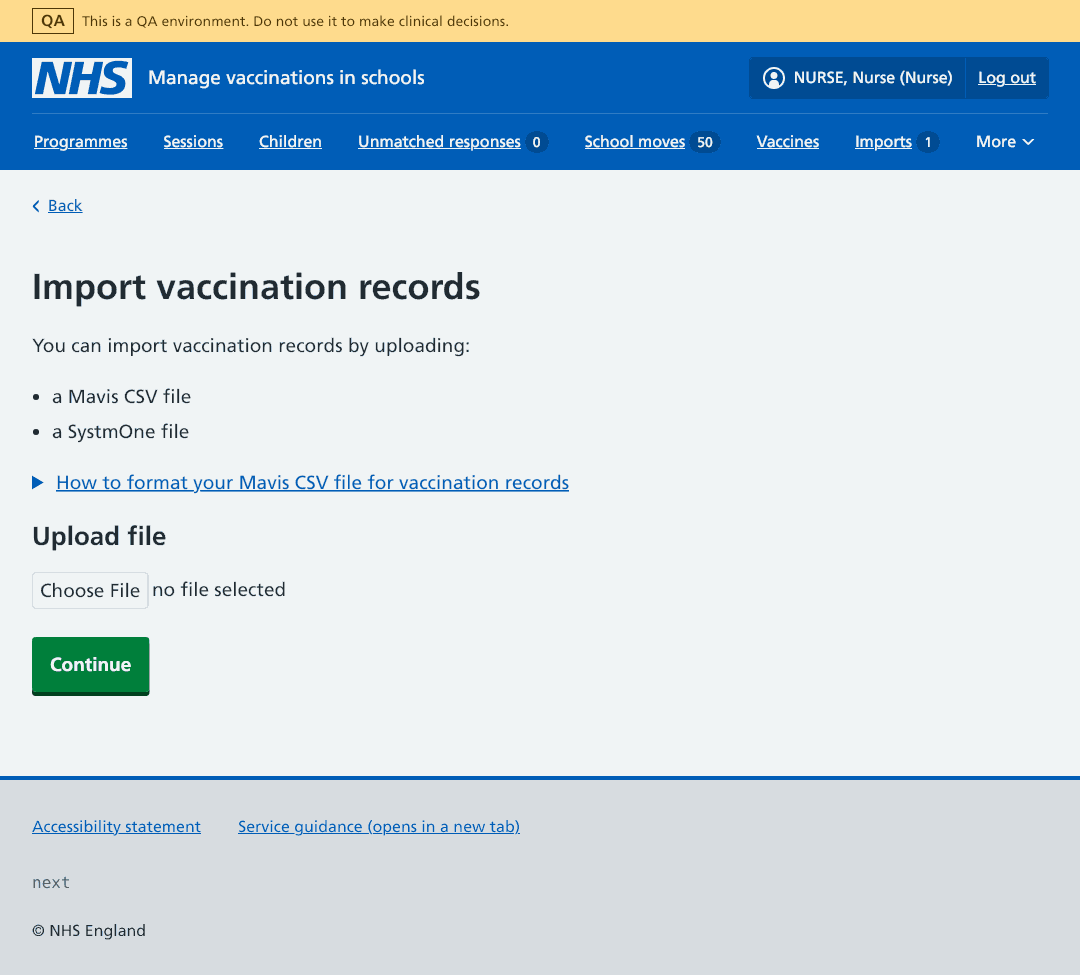 QA This is a QA environment. Do not use it to make clinical decisions.
NHS Manage vaccinations in schools NURSE, Nurse (Nurse) Log out
Programmes Sessions Children Unmatched responses 0 School moves 50 Vaccines Imports 1 More
Back
Import vaccination records
You can import vaccination records by uploading:
• a Mavis CSV file
• a SystmOne file
How to format your Mavis CSV file for vaccination records
Upload file
Choose File no file selected
Continue
Accessibility statement Service guidance (opens in a new tab)
next
© NHS England